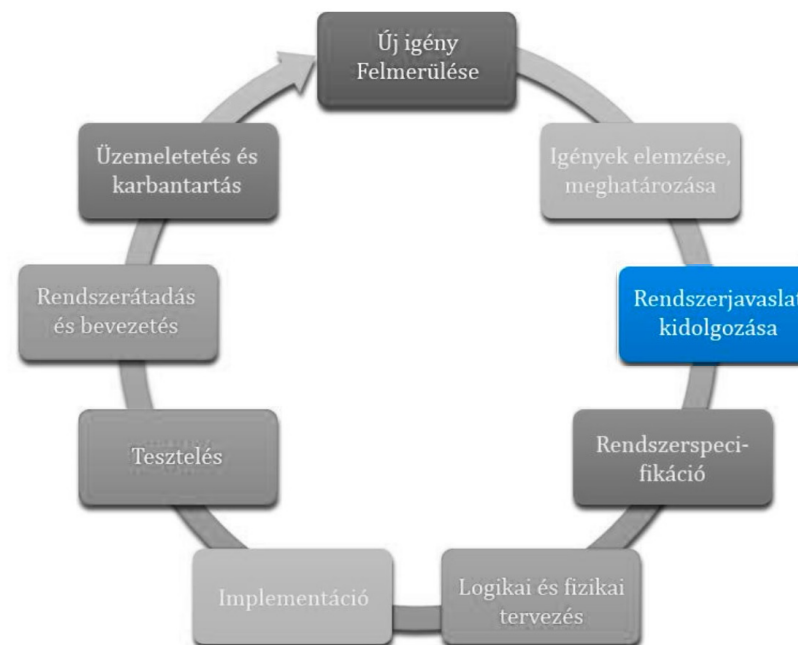 Új igény
Felmerülése
Igények elemzése,
meghatározása
Rendszerjavaslat
kidolgozása
Rendszerspeci-
fikáció
Logikai és fizikai
tervezés
Implementáció
Tesztelés
Rendszerátadás
és bevezetés
Üzemeletetés és
karbantartás